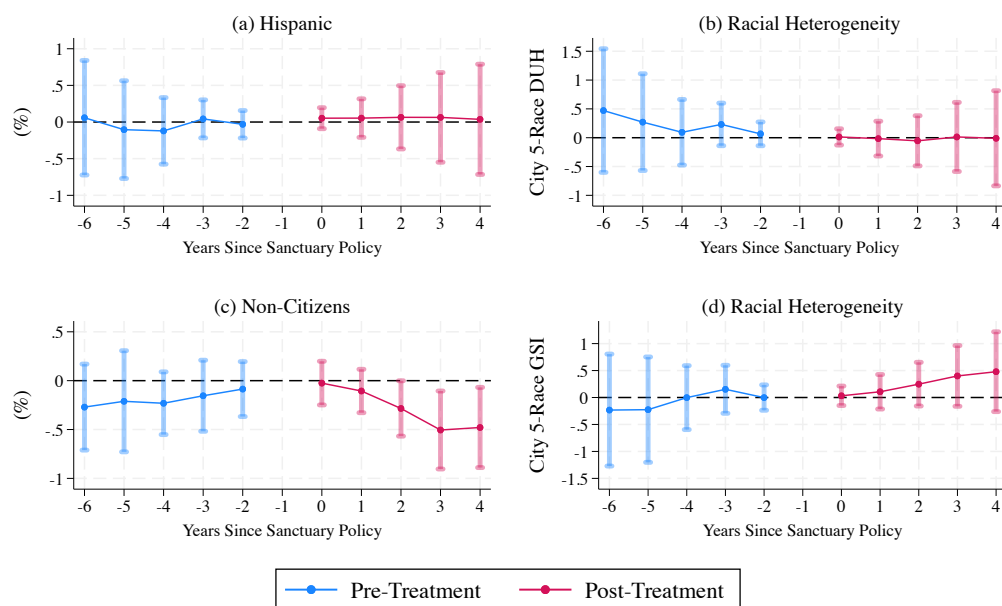 (a) Hispanic
(%)
1
.5
0
-.5
-1
-6 -5 -4 -3 -2 -1 0 1 2 3 4
Years Since Sanctuary Policy
(b) Racial Heterogeneity
City 5-Race DUH
1.5
1
.5
0
-.5
-1
-6 -5 -4 -3 -2 -1 0 1 2 3 4
Years Since Sanctuary Policy
(c) Non-Citizens
(%)
.5
0
-.5
-1
-6 -5 -4 -3 -2 -1 0 1 2 3 4
Years Since Sanctuary Policy
(d) Racial Heterogeneity
City 5-Race GSI
1
.5
0
-.5
-1
-1.5
-6 -5 -4 -3 -2 -1 0 1 2 3 4
Years Since Sanctuary Policy
Pre-Treatment Post-Treatment